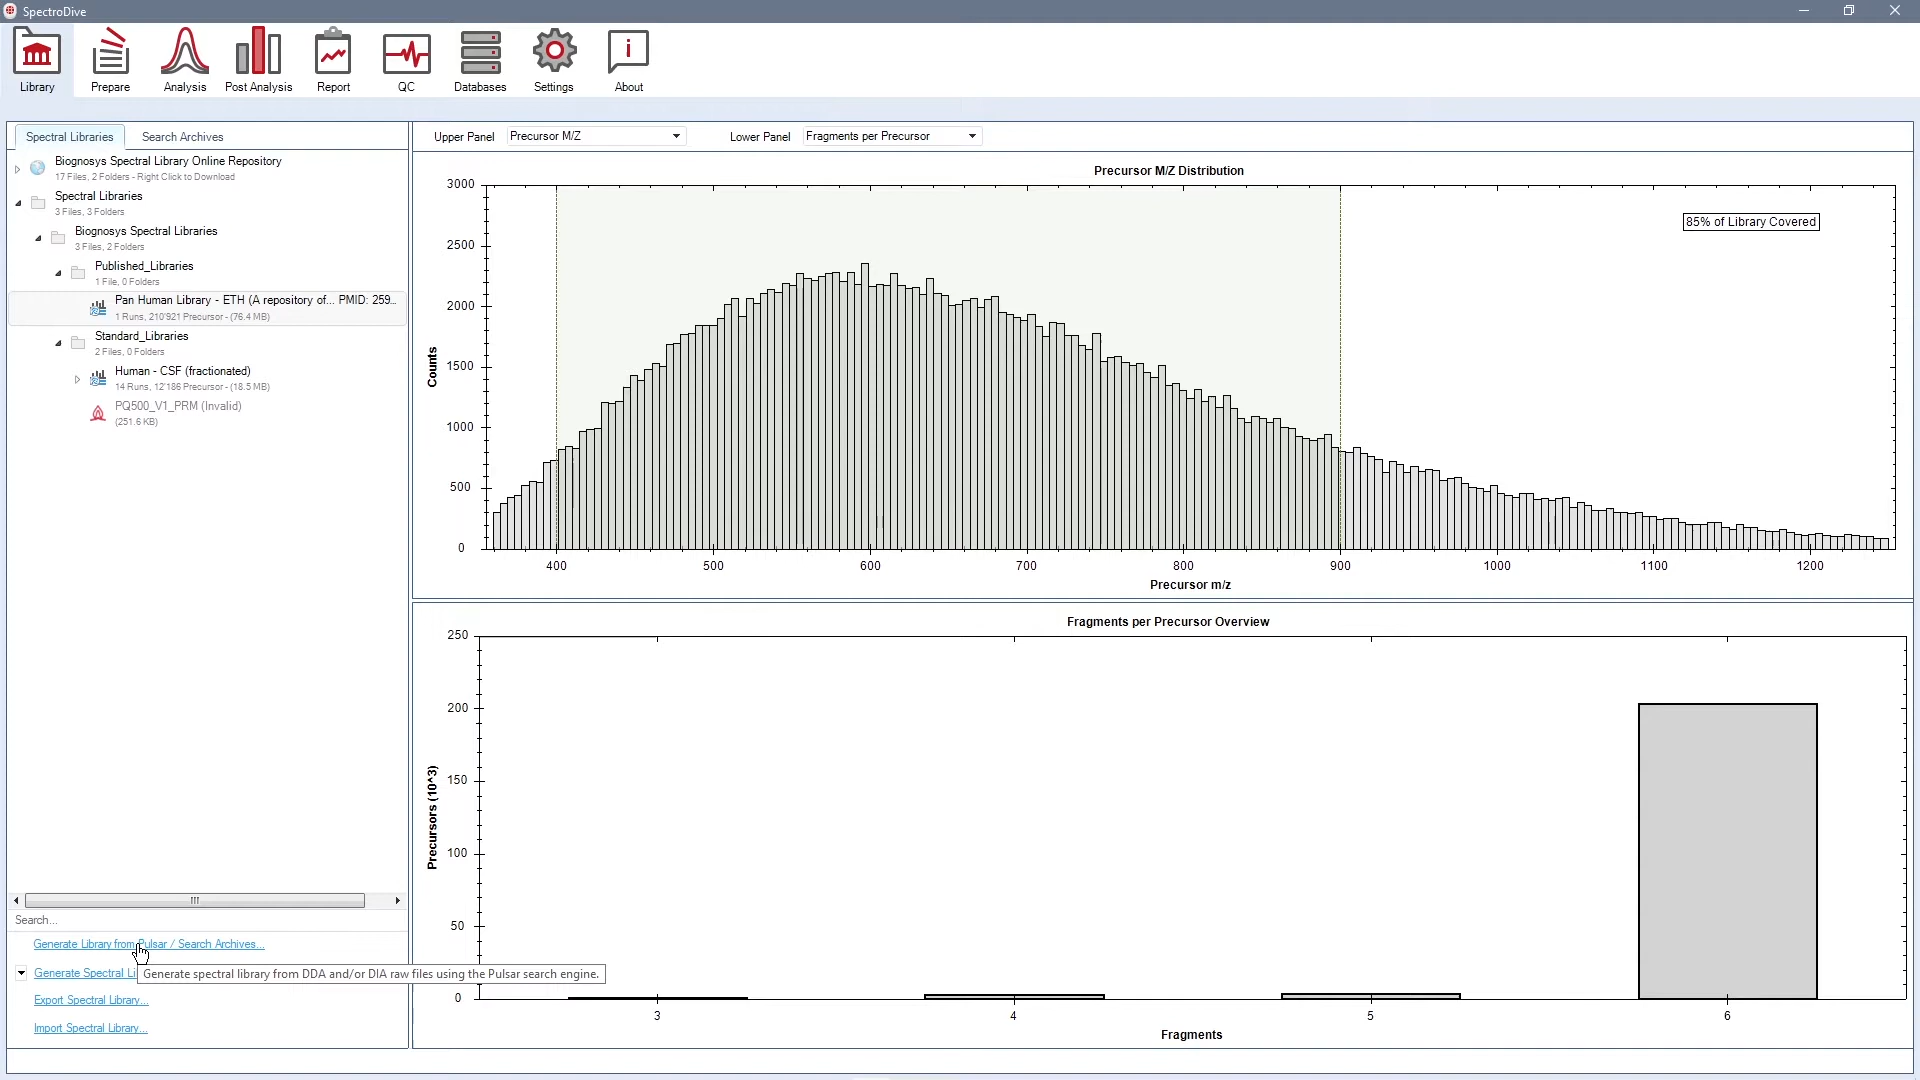 SpectroDive
Library
Prepare
Analysis
Post Analysis
Report
QC
Databases
Settings
About
Spectral Libraries
Search Archives
Biognosys Spectral Library Online Repository
17 Files, 2 Folders - Right Click to Download
Spectral Libraries
3 Files, 3 Folders
Biognosys Spectral Libraries
3 Files, 2 Folders
Published_Libraries
1 File, 0 Folders
Pan Human Library - ETH (A repository of... PMID: 259...
1 Runs, 210'921 Precursor - (76.4 MB)
Standard_Libraries
2 Files, 0 Folders
Human - CSF (fractionated)
14 Runs, 12'186 Precursor - (18.5 MB)
PQ500_V1_PRM (Invalid)
(251.6 KB)
Search...
Generate Library from Pulsar / Search Archives...
Generate Spectral Li
Generate spectral library from DDA and/or DIA raw files using the Pulsar search engine.
Export Spectral Library...
Import Spectral Library...
Upper Panel Precursor M/Z
Lower Panel Fragments per Precursor
Precursor M/Z Distribution
85% of Library Covered
Counts
3000
2500
2000
1500
1000
500
0
400 500 600 700 800 900 1000 1100 1200
Precursor m/z
Fragments per Precursor Overview
Precursors (10^3)
250
200
150
100
50
0
3 4 5 6
Fragments